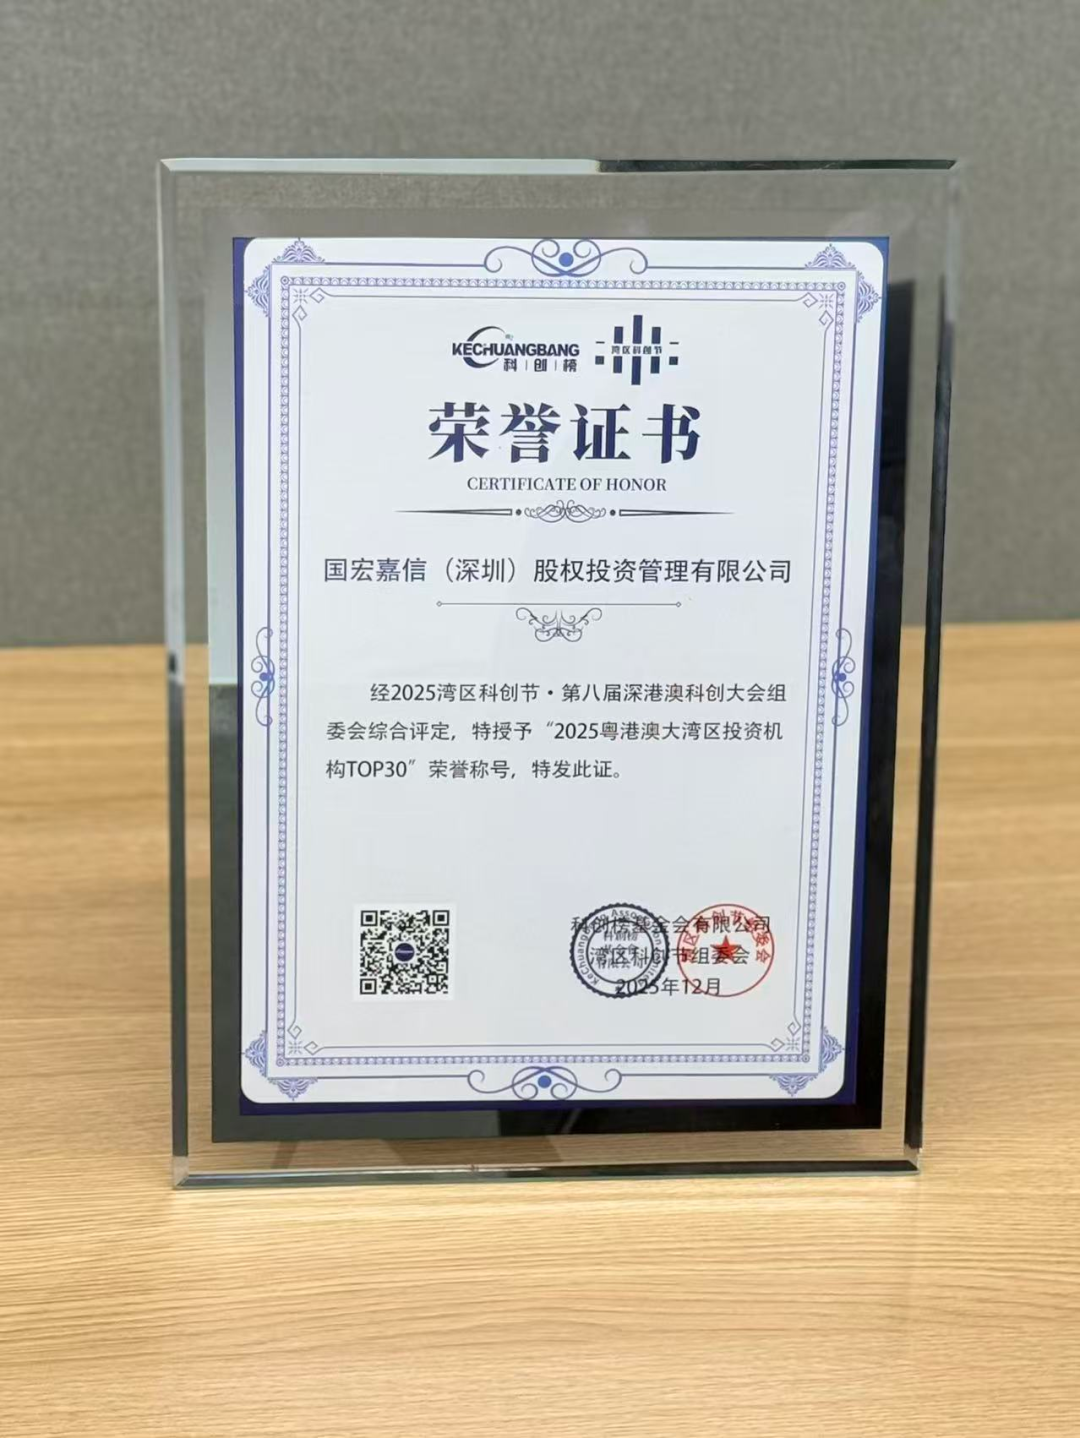 KECHUANGBANG
科创榜
湾区科创节
荣誉证书
CERTIFICATE OF HONOR
国宏嘉信（深圳）股权投资管理有限公司
经2025湾区科创节·第八届深港澳科创大会组
委会综合评定，特授予“2025粤港澳大湾区投资机
构TOP30”荣誉称号，特发此证。
科创榜基金会有限公司
湾区科创节组委会
2025年12月